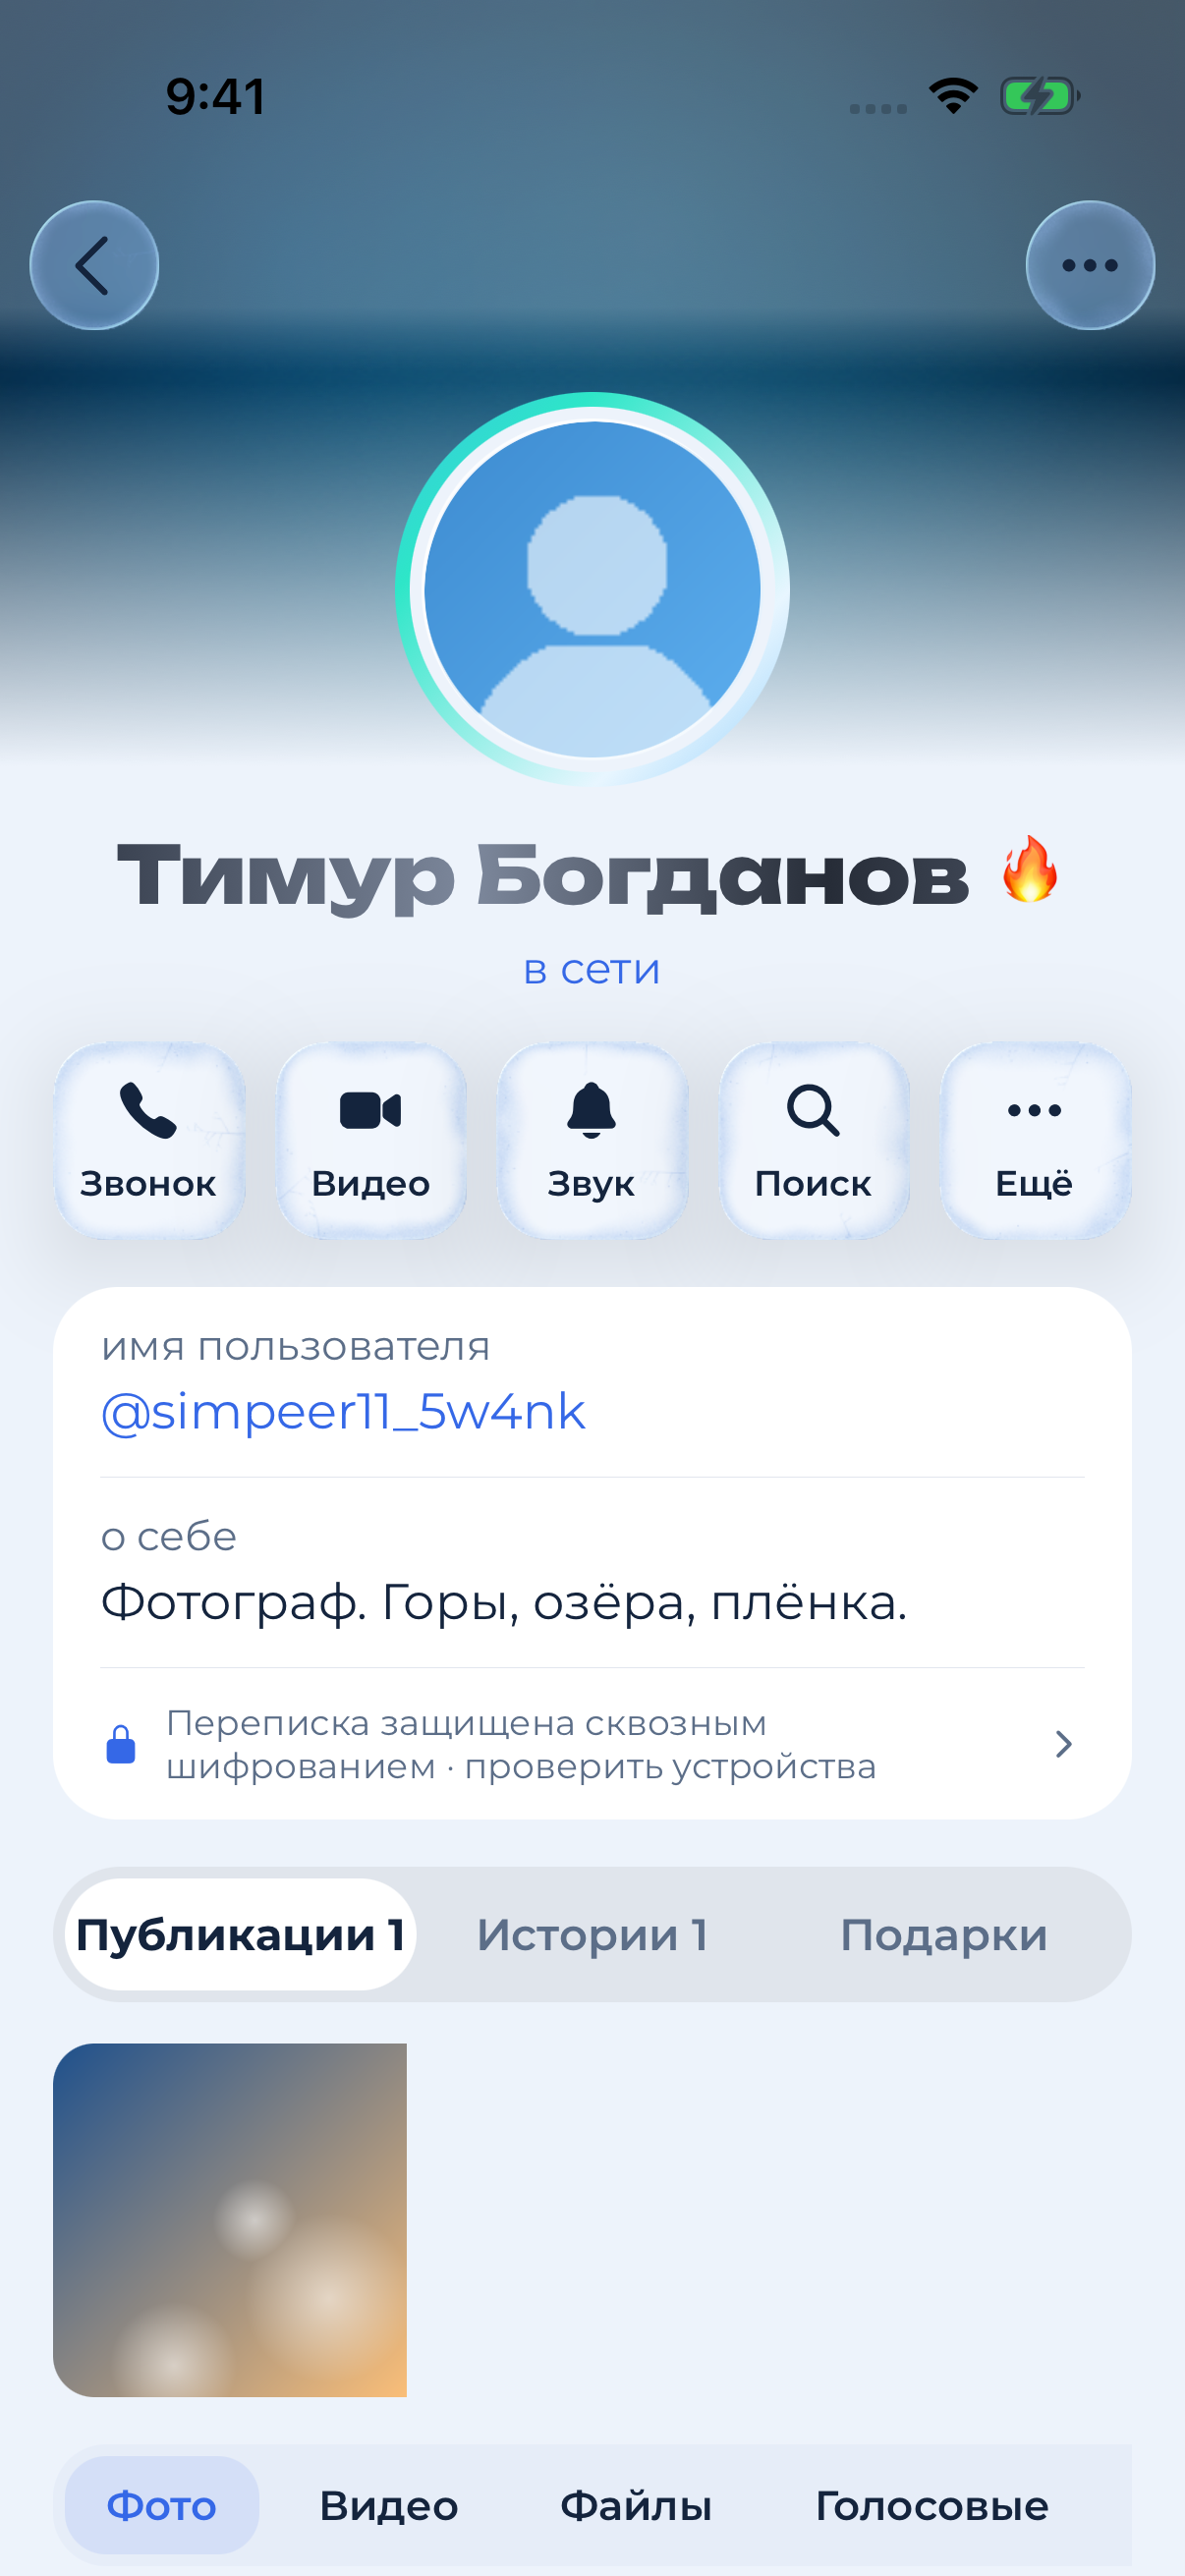 9:41
Тимур Богданов 🔥
в сети
Звонок
Видео
Звук
Поиск
Ещё
имя пользователя
@simpeer11_5w4nk
о себе
Фотограф. Горы, озёра, плёнка.
Переписка защищена сквозным
шифрованием · проверить устройства
Публикации 1
Истории 1
Подарки
Фото
Видео
Файлы
Голосовые